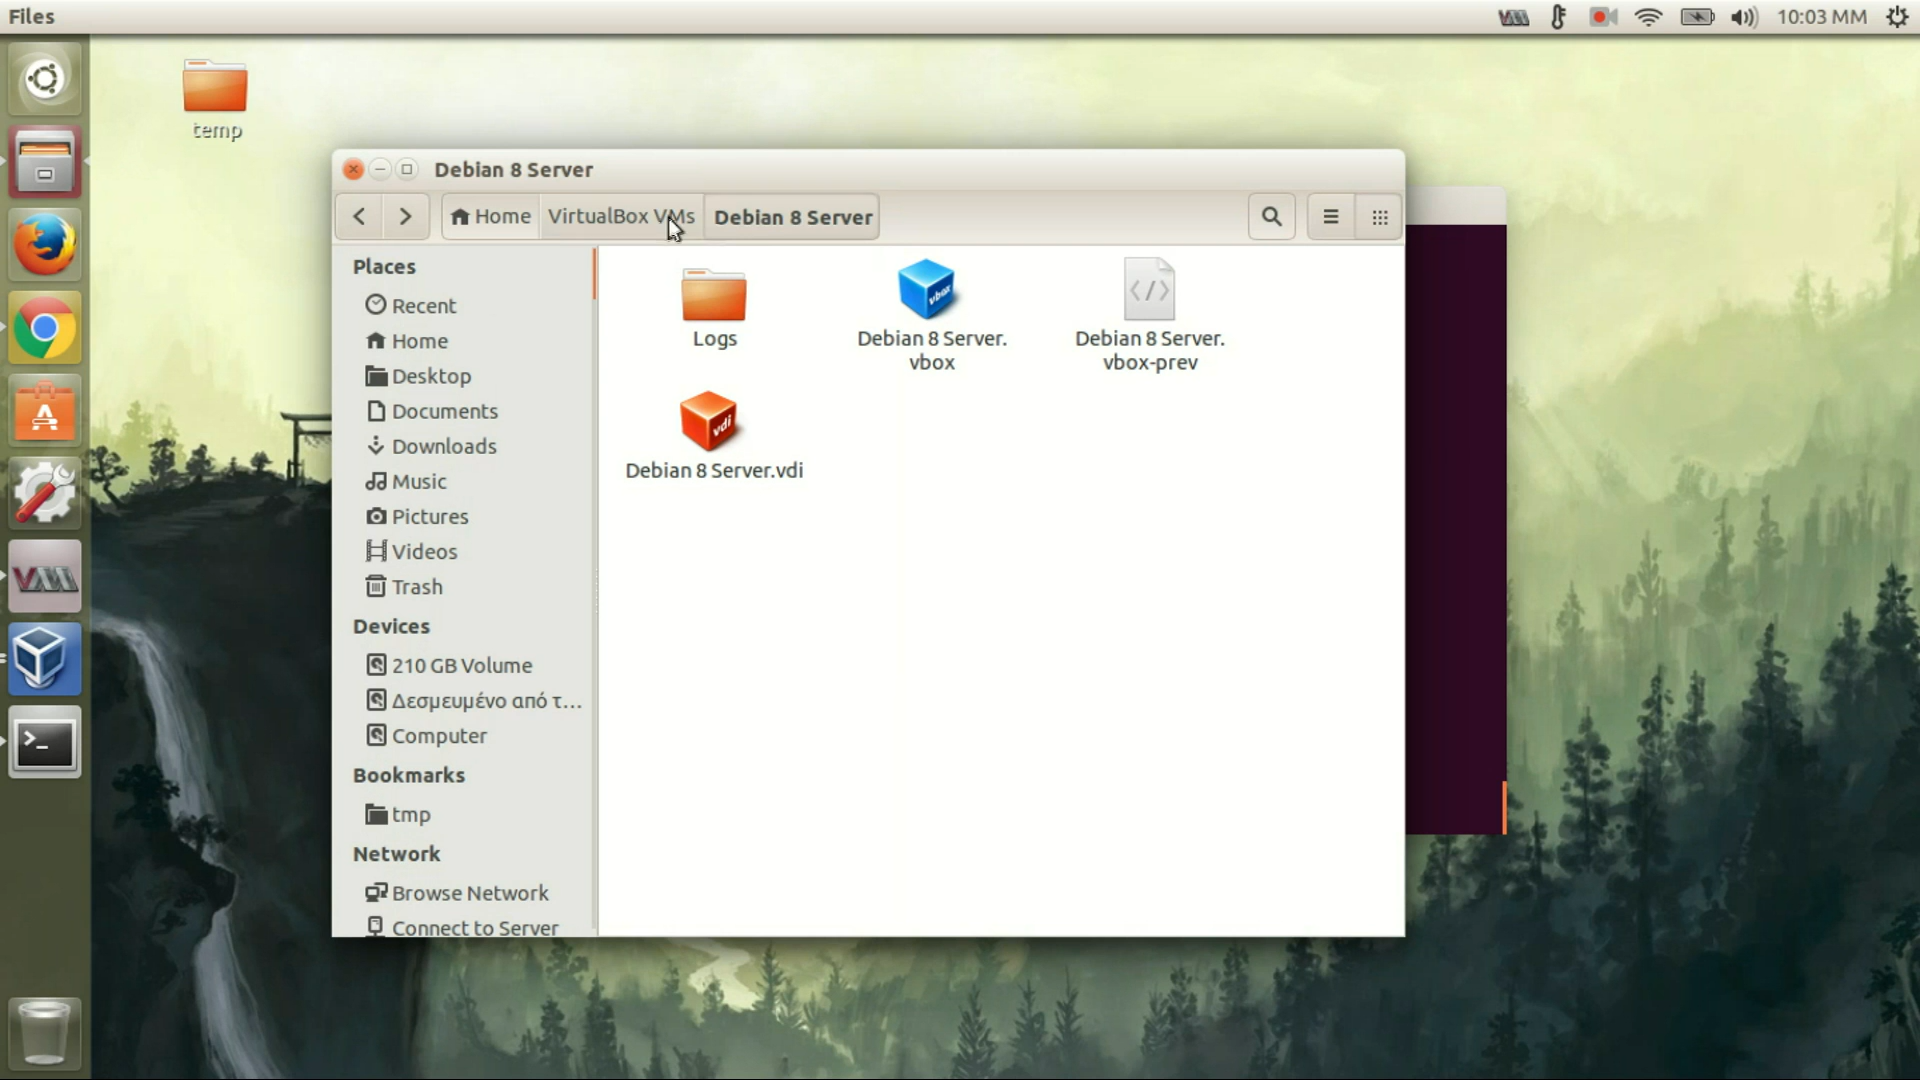 Files
10:03 MM
temp
Debian 8 Server
Home
VirtualBox VMs
Debian 8 Server
Places
Recent
Home
Desktop
Documents
Downloads
Music
Pictures
Videos
Trash
Devices
210 GB Volume
Δεσμευμένο από τ...
Computer
Bookmarks
tmp
Network
Browse Network
Connect to Server
Logs
vbox
Debian 8 Server.
vbox
Debian 8 Server.
vbox-prev
vdi
Debian 8 Server.vdi